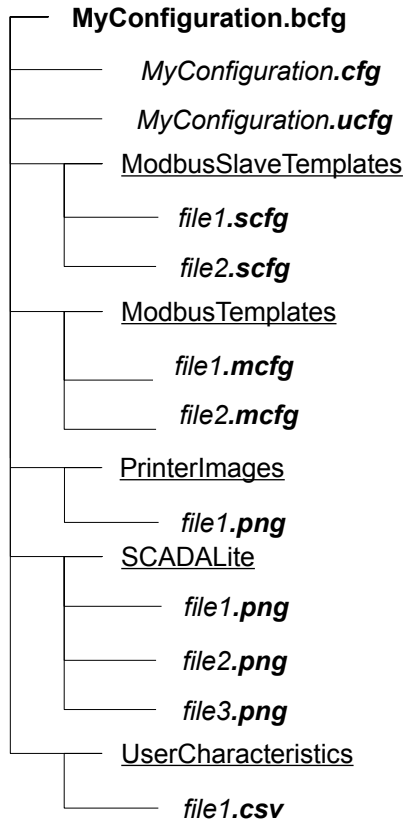 MyConfiguration.bcfg
MyConfiguration.cfg
MyConfiguration.ucfg
ModbusSlaveTemplates
file1.scfg
file2.scfg
ModbusTemplates
file1.mcfg
file2.mcfg
PrinterImages
file1.png
SCADALite
file1.png
file2.png
file3.png
UserCharacteristics
file1.csv